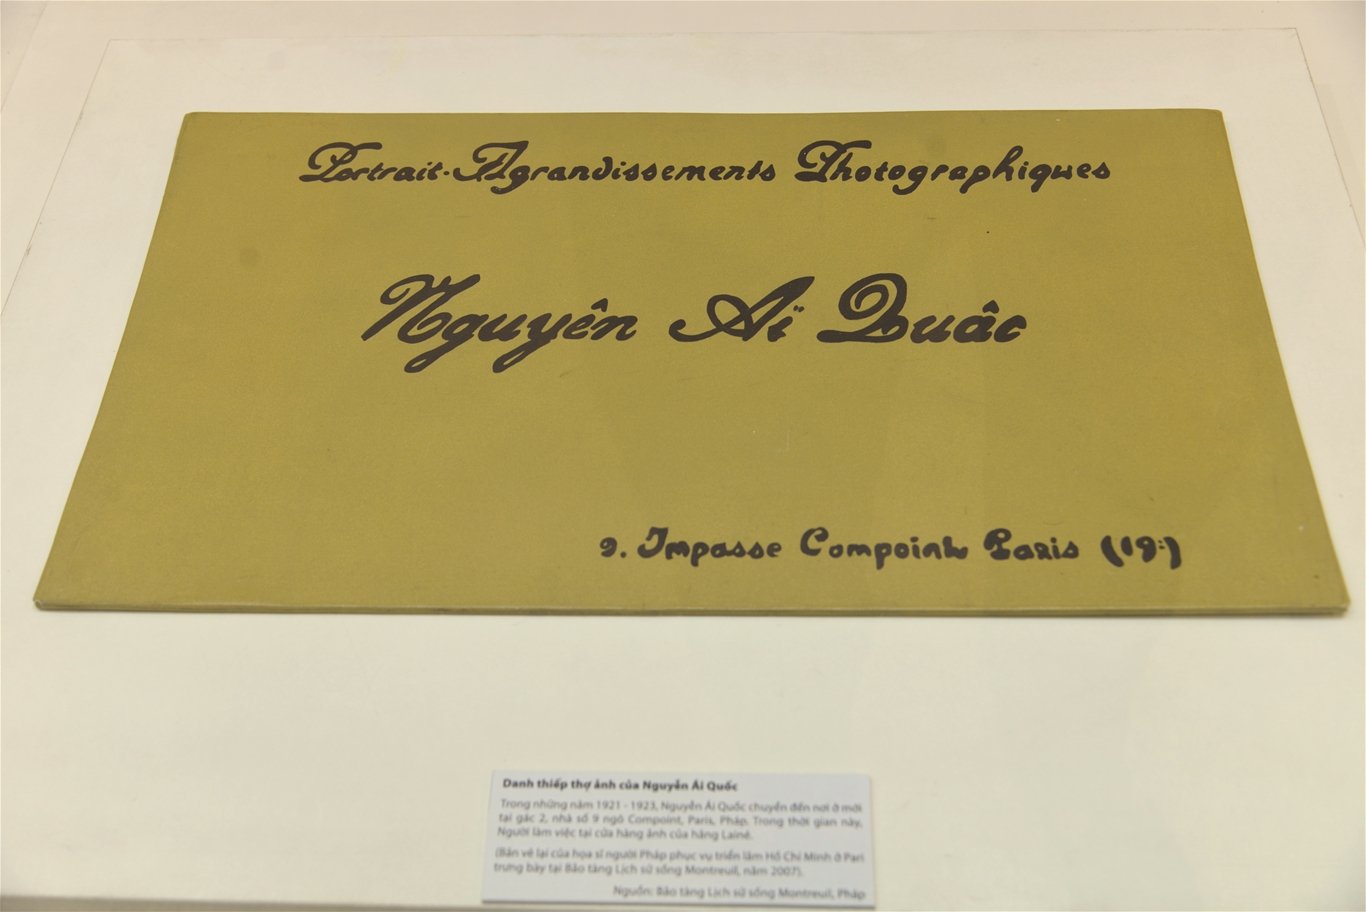 Portrait-Agrandissements Photographiques
Nguyên Aï Quâc
9. Impasse Compoint Paris (19e)
Danh thiếp thợ ảnh của Nguyễn Ái Quốc
Trong những năm 1921 - 1923, Nguyễn Ái Quốc chuyển đến nơi ở mới
tại gác 2, nhà số 9 ngõ Compoint, Paris, Pháp. Trong thời gian này,
Người làm việc tại cửa hàng ảnh của hãng Lainé.
(Bản vẽ lại của họa sĩ người Pháp phục vụ triển lãm Hồ Chí Minh ở Pari
trưng bày tại Bảo tàng Lịch sử sống Montreuil, năm 2007).
Nguồn: Bảo tàng Lịch sử sống Montreuil, Pháp